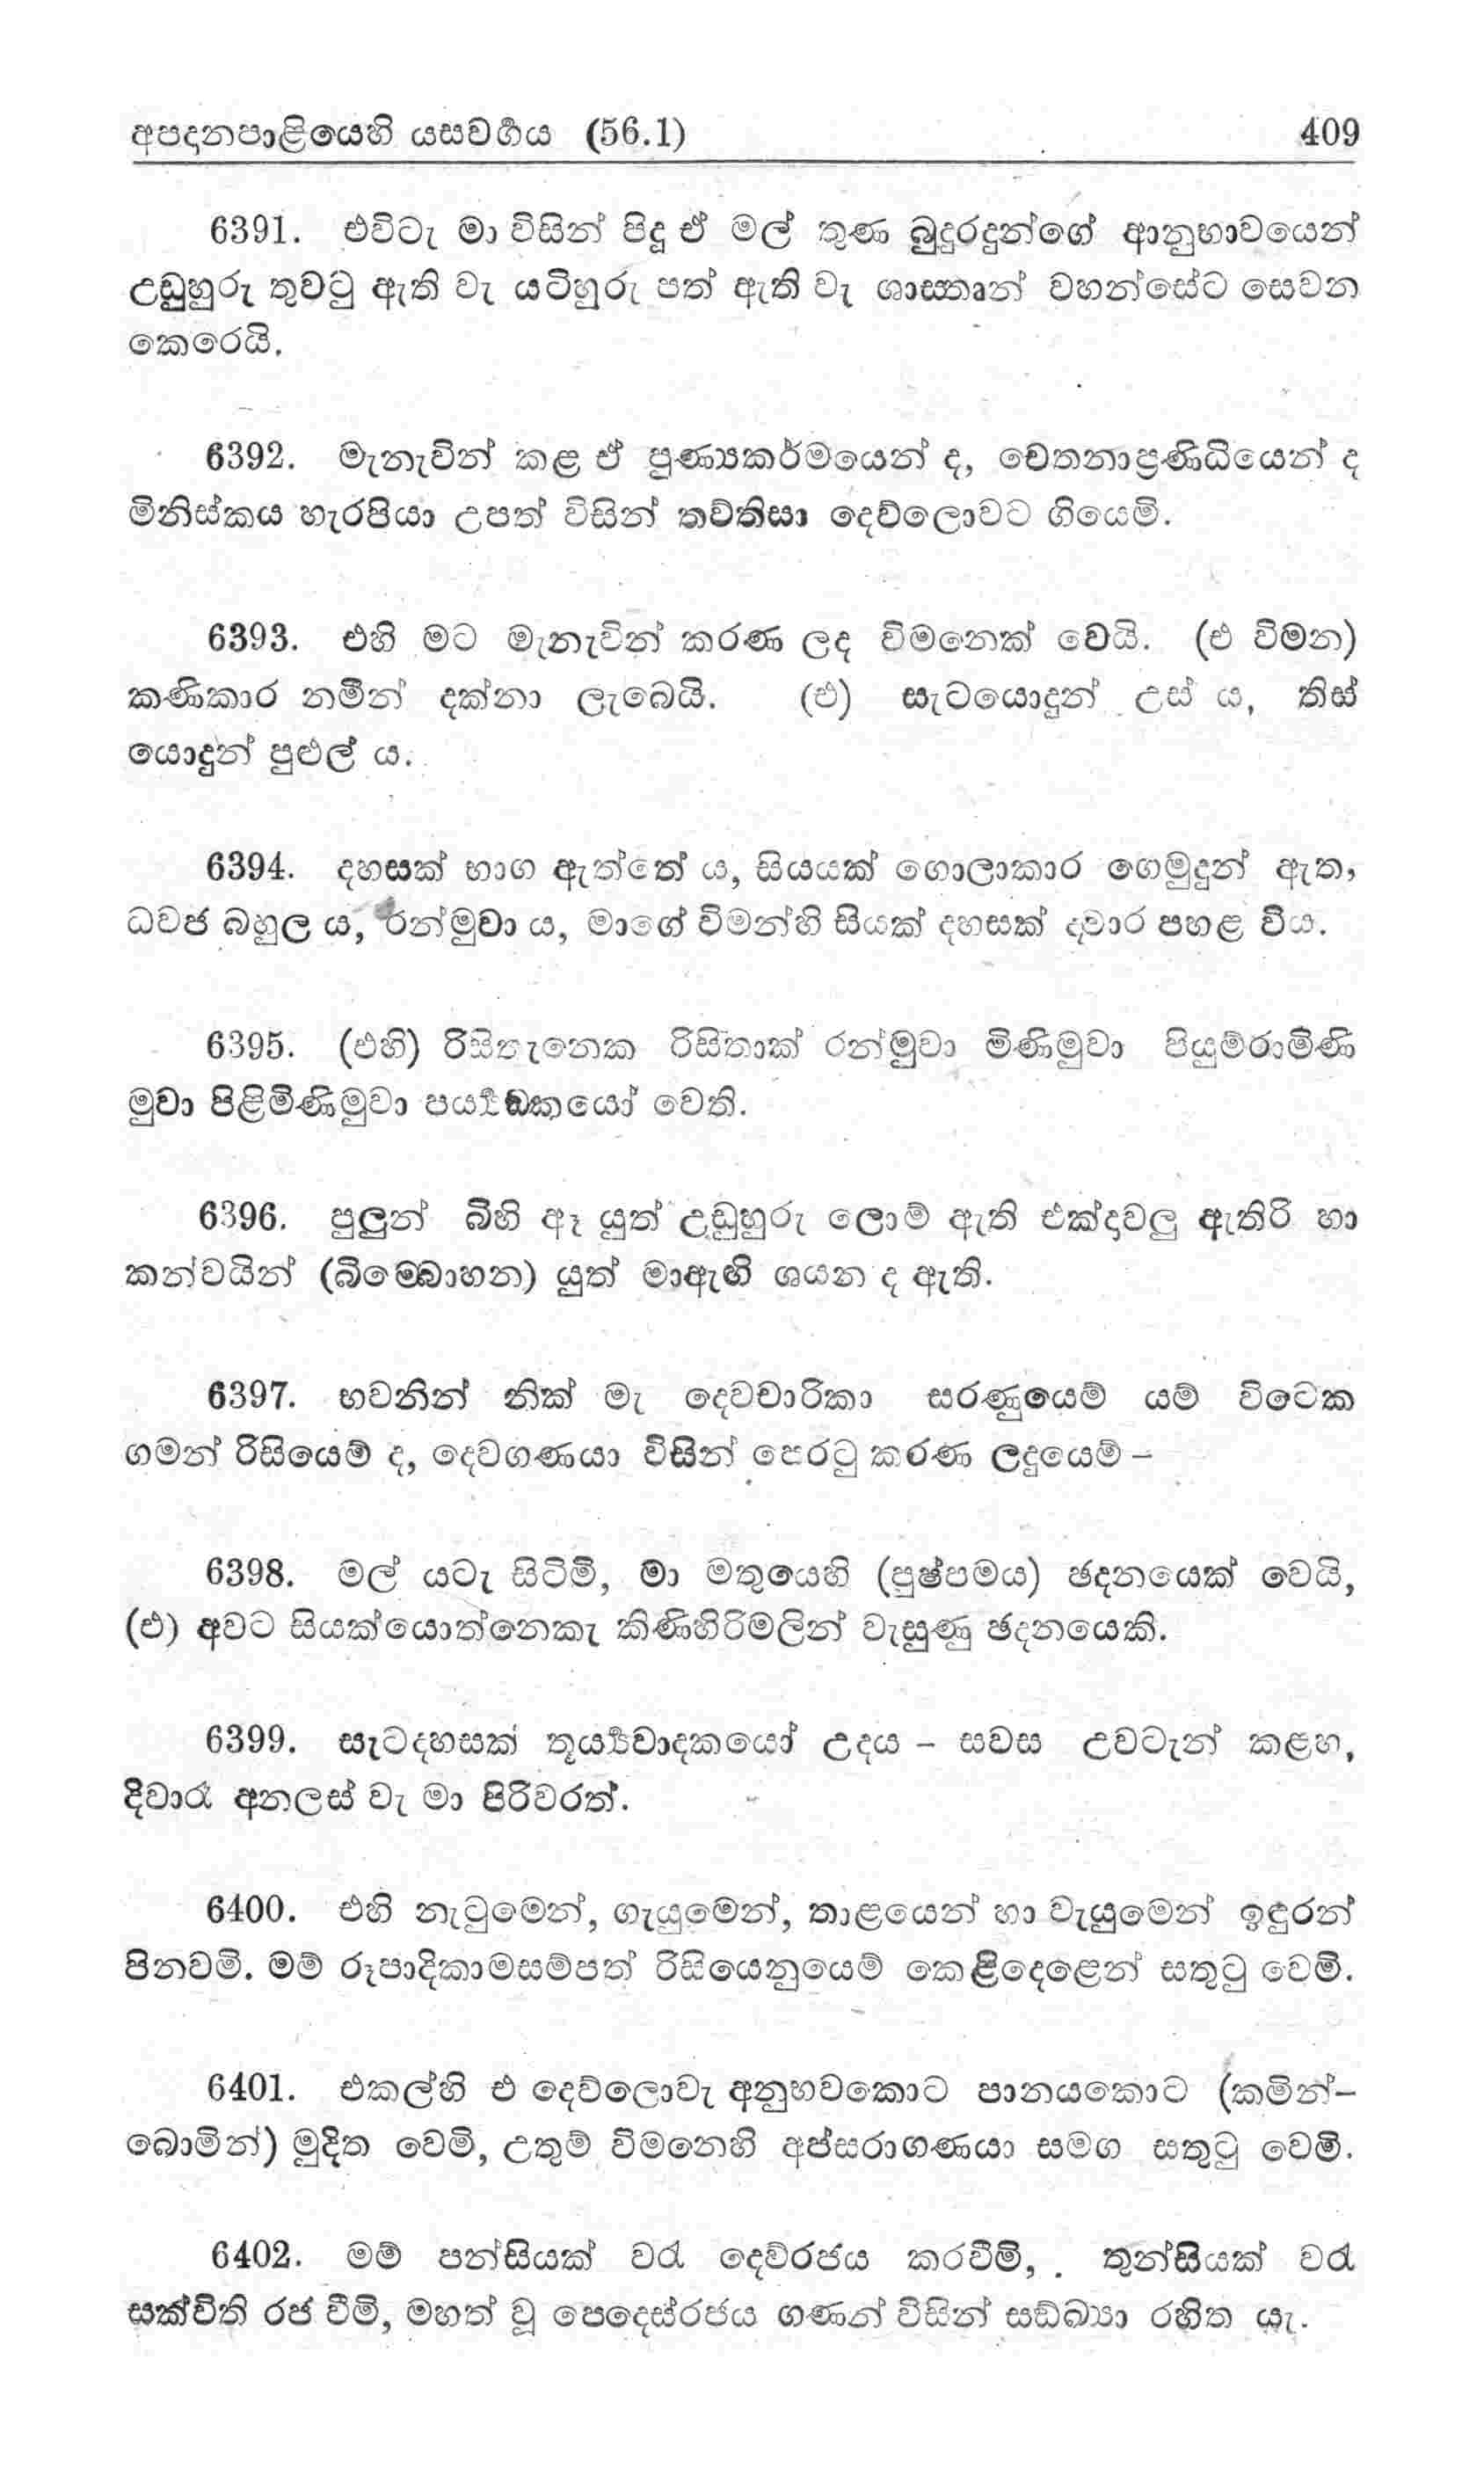 අපදානපාළියෙහි යසවර්‍ගය (56.1) 409
6391. එවිටැ මා විසින් පිදූ ඒ මල් තුණ බුදුරදුන්ගේ ආනුභාවයෙන්
උඩුහුරු තුවටු ඇති වැ යටිහුරු පත් ඇති වැ ශාස්තෲන් වහන්සේට සෙවන
කෙරෙයි.
6392. මැනැවින් කළ ඒ පුණ්‍යකර්මයෙන් ද, චේතනාප්‍රණිධියෙන් ද
මිනිස්කය හැරපියා උපත් විසින් තව්තිසා දෙව්ලොවට ගියෙමි.
6393. එහි මට මැනැවින් කරණ ලද විමනෙක් වෙයි. (එ විමන)
කණිකාර නමින් දක්නා ලැබෙයි. (එ) සැටයොදුන් උස් ය, තිස්
යොදුන් පුළුල් ය.
6394. දහසක් භාග ඇත්තේ ය, සියයක් ගොලාකාර ගෙමුදුන් ඇත,
ධවජ බහුල ය, රන්මුවා ය, මාගේ විමන්හි සියක් දහසක් ද්වාර පහළ විය.
6395. (එහි) රිසිතැනෙක රිසිතාක් රන්මුවා මිණිමුවා පියුම්රාමිණි
මුවා පිළිමිණිමුවා පර්‍ය්‍යඞ්කයෝ වෙති.
6396. පුලුන් බිහි ඈ යුත් උඩුහුරු ලොම් ඇති එක්දාවලු ඇතිරි හා
කන්වයින් (බිම්බොහන) යුත් මාඇඟි ශයන ද ඇති.
6397. භවනින් නික් මැ දෙවචාරිකා සරණුයෙම් යම් විටෙක
ගමන් රිසියෙම් ද, දෙවගණයා විසින් පෙරටු කරණ ලදුයෙම් –
6398. මල් යටැ සිටිමි, මා මතුයෙහි (පුෂ්පමය) ඡදනයෙක් වෙයි,
(එ) අවට සියක්යොත්නෙකැ කිණිහිරිමලින් වැසුණු ඡදනයෙකි.
6399. සැටදහසක් තූර්‍ය්‍යවාදකයෝ උදය – සවස උවටැන් කළහ,
දිවාරෑ අනලස් වැ මා පිරිවරත්.
6400. එහි නැටුමෙන්, ගැයුමෙන්, තාළයෙන් හා වැයුමෙන් ඉඳුරන්
පිනවමි. මම් රූපාදිකාමසම්පත් රිසියෙනුයෙම් කෙළිදෙළෙන් සතුටු වෙමි.
6401. එකල්හි එ දෙව්ලොවැ අනුභවකොට පානයකොට (කමින්–
බොමින්) මුදිත වෙමි, උතුම් විමනෙහි අප්සරාගණයා සමග සතුටු වෙමි.
6402. මම් පන්සියක් වරැ දෙව්රජය කරවීමි, තුන්සියක් වරැ
සක්විති රජ වීමි, මහත් වූ පෙදෙස්රජය ගණන් විසින් සඞ්ඛ්‍යා රහිත යැ.